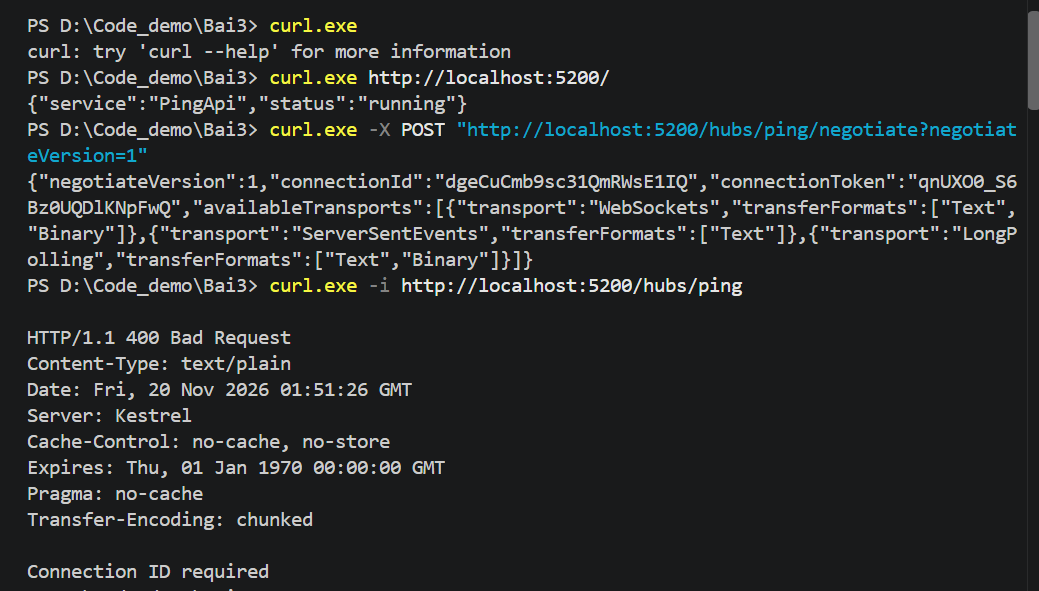 PS D:\Code_demo\Bai3> curl.exe
curl: try 'curl --help' for more information
PS D:\Code_demo\Bai3> curl.exe http://localhost:5200/
{"service":"PingApi","status":"running"}
PS D:\Code_demo\Bai3> curl.exe -X POST "http://localhost:5200/hubs/ping/negotiate?negotiat
eVersion=1"
{"negotiateVersion":1,"connectionId":"dgeCuCmb9sc31QmRWsE1IQ","connectionToken":"qnUXO0_S6
Bz0UQDlKNpFwQ","availableTransports":[{"transport":"WebSockets","transferFormats":["Text",
"Binary"]},{"transport":"ServerSentEvents","transferFormats":["Text"]},{"transport":"LongP
olling","transferFormats":["Text","Binary"]}]}
PS D:\Code_demo\Bai3> curl.exe -i http://localhost:5200/hubs/ping
HTTP/1.1 400 Bad Request
Content-Type: text/plain
Date: Fri, 20 Nov 2026 01:51:26 GMT
Server: Kestrel
Cache-Control: no-cache, no-store
Expires: Thu, 01 Jan 1970 00:00:00 GMT
Pragma: no-cache
Transfer-Encoding: chunked
Connection ID required